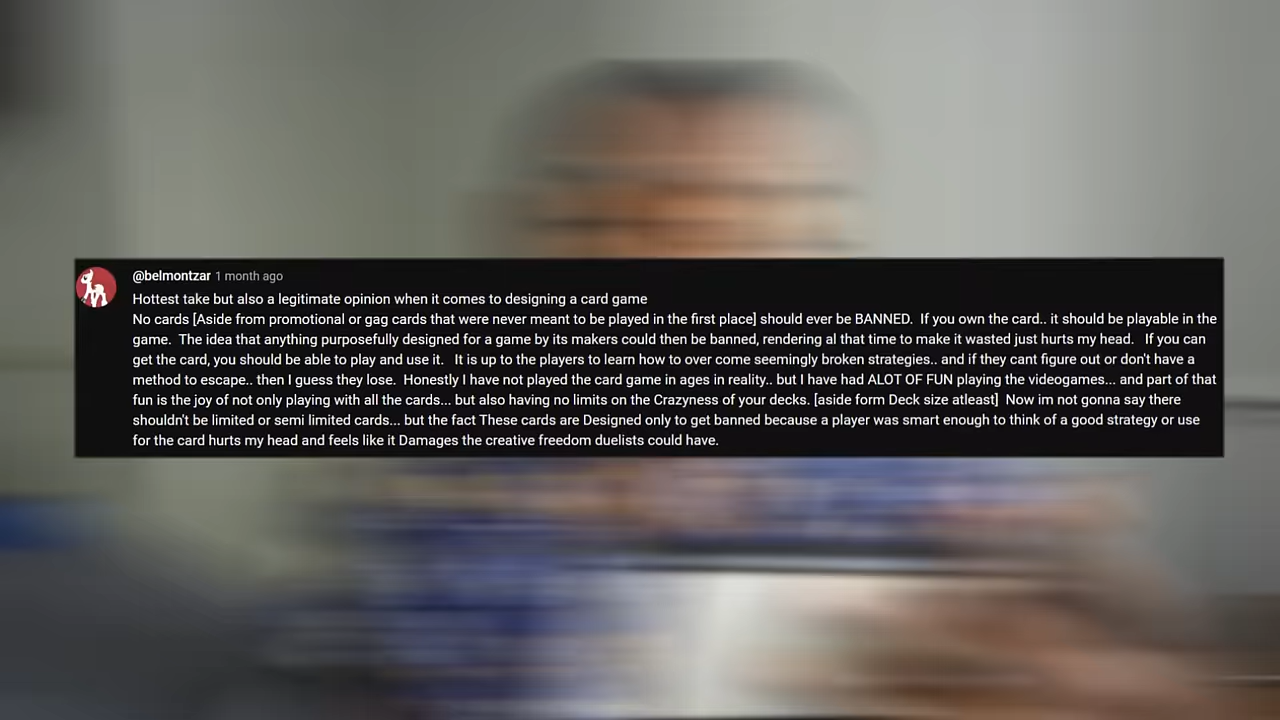 @belmontzar 1 month ago
Hottest take but also a legitimate opinion when it comes to designing a card game
No cards [Aside from promotional or gag cards that were never meant to be played in the first place] should ever be BANNED.  If you own the card.. it should be playable in the
game.  The idea that anything purposefully designed for a game by its makers could then be banned, rendering al that time to make it wasted just hurts my head.   If you can
get the card, you should be able to play and use it.   It is up to the players to learn how to over come seemingly broken strategies.. and if they cant figure out or don't have a
method to escape.. then I guess they lose.  Honestly I have not played the card game in ages in reality.. but I have had ALOT OF FUN playing the videogames... and part of that
fun is the joy of not only playing with all the cards... but also having no limits on the Crazyness of your decks. [aside form Deck size atleast]  Now im not gonna say there
shouldn't be limited or semi limited cards... but the fact These cards are Designed only to get banned because a player was smart enough to think of a good strategy or use
for the card hurts my head and feels like it Damages the creative freedom duelists could have.